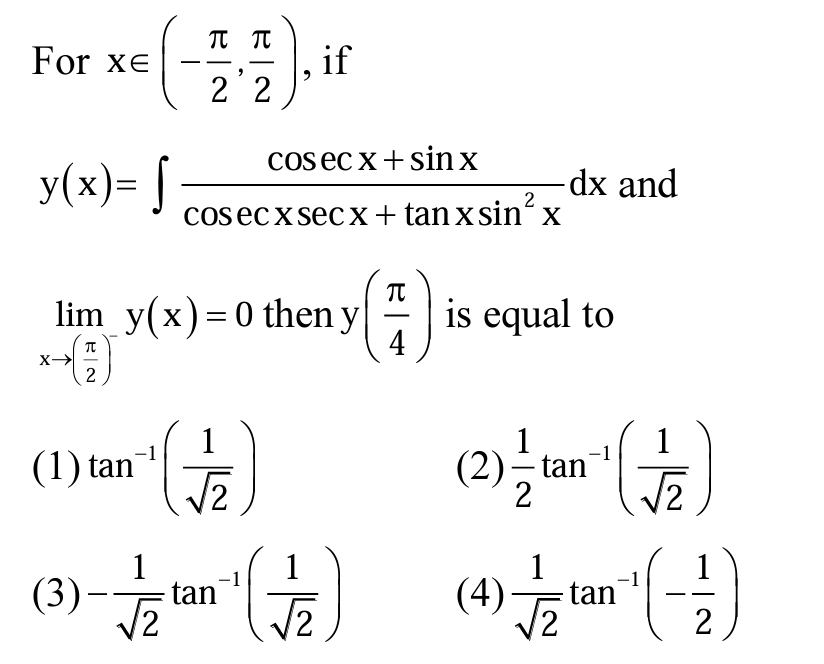 For x∈(-π/2, π/2), if
y(x)= ∫ (cosec x + sin x)/(cosec x sec x + tan x sin² x) dx and
lim x→(π/2)⁻ y(x) = 0 then y(π/4) is equal to
(1) tan⁻¹(1/√2) (2) 1/2 tan⁻¹(1/√2)
(3) -1/√2 tan⁻¹(1/√2) (4) 1/√2 tan⁻¹(-1/2)